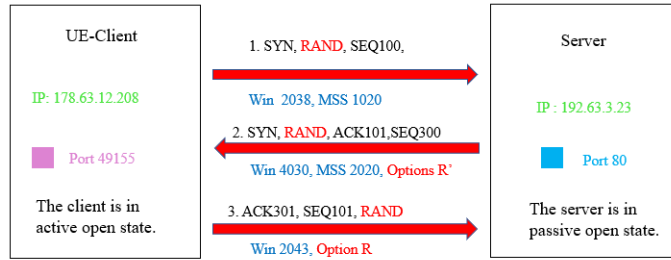 UE-Client
IP: 178.63.12.208
Port 49155
The client is in
active open state.
1. SYN, RAND, SEQ100,
Win 2038, MSS 1020
2. SYN, RAND, ACK101,SEQ300
Win 4030, MSS 2020, Options R'
3. ACK301, SEQ101, RAND
Win 2043, Option R
Server
IP : 192.63.3.23
Port 80
The server is in
passive open state.